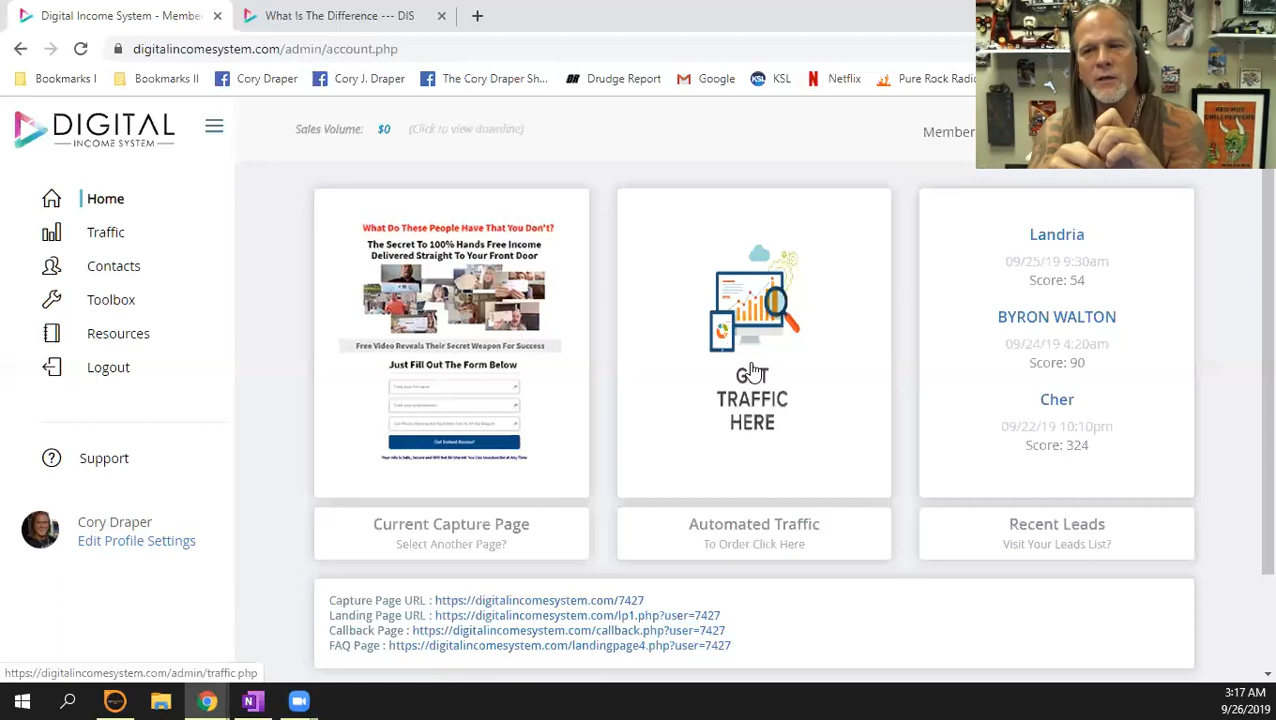 Digital Income System - Membe
What Is The Difference --- DIS
digitalincomesystem.com/admin/account.php
Bookmarks I
Bookmarks II
Cory Draper
Cory J. Draper
The Cory Draper Sh...
Drudge Report
Google
KSL
KSL
Netflix
Pure Rock Radio
DIGITAL
INCOME SYSTEM
Sales Volume: $0 (Click to view downline)
Member
RED HOT
CHILI PEPPERS
Home
Traffic
Contacts
Toolbox
Resources
Logout
Support
Cory Draper
Edit Profile Settings
What Do These People Have That You Don't?
The Secret To 100% Hands Free Income
Delivered Straight To Your Front Door
Free Video Reveals Their Secret Weapon For Success
Just Fill Out The Form Below
Get Instant Access!
GET
TRAFFIC
HERE
Landria
09/25/19 9:30am
Score: 54
BYRON WALTON
09/24/19 4:20am
Score: 90
Cher
09/22/19 10:10pm
Score: 324
Current Capture Page
Select Another Page?
Automated Traffic
To Order Click Here
Recent Leads
Visit Your Leads List?
Capture Page URL : https://digitalincomesystem.com/7427
Landing Page URL : https://digitalincomesystem.com/lp1.php?user=7427
Callback Page : https://digitalincomesystem.com/callback.php?user=7427
FAQ Page : https://digitalincomesystem.com/landingpage4.php?user=7427
https://digitalincomesystem.com/admin/traffic.php
3:17 AM
9/26/2019